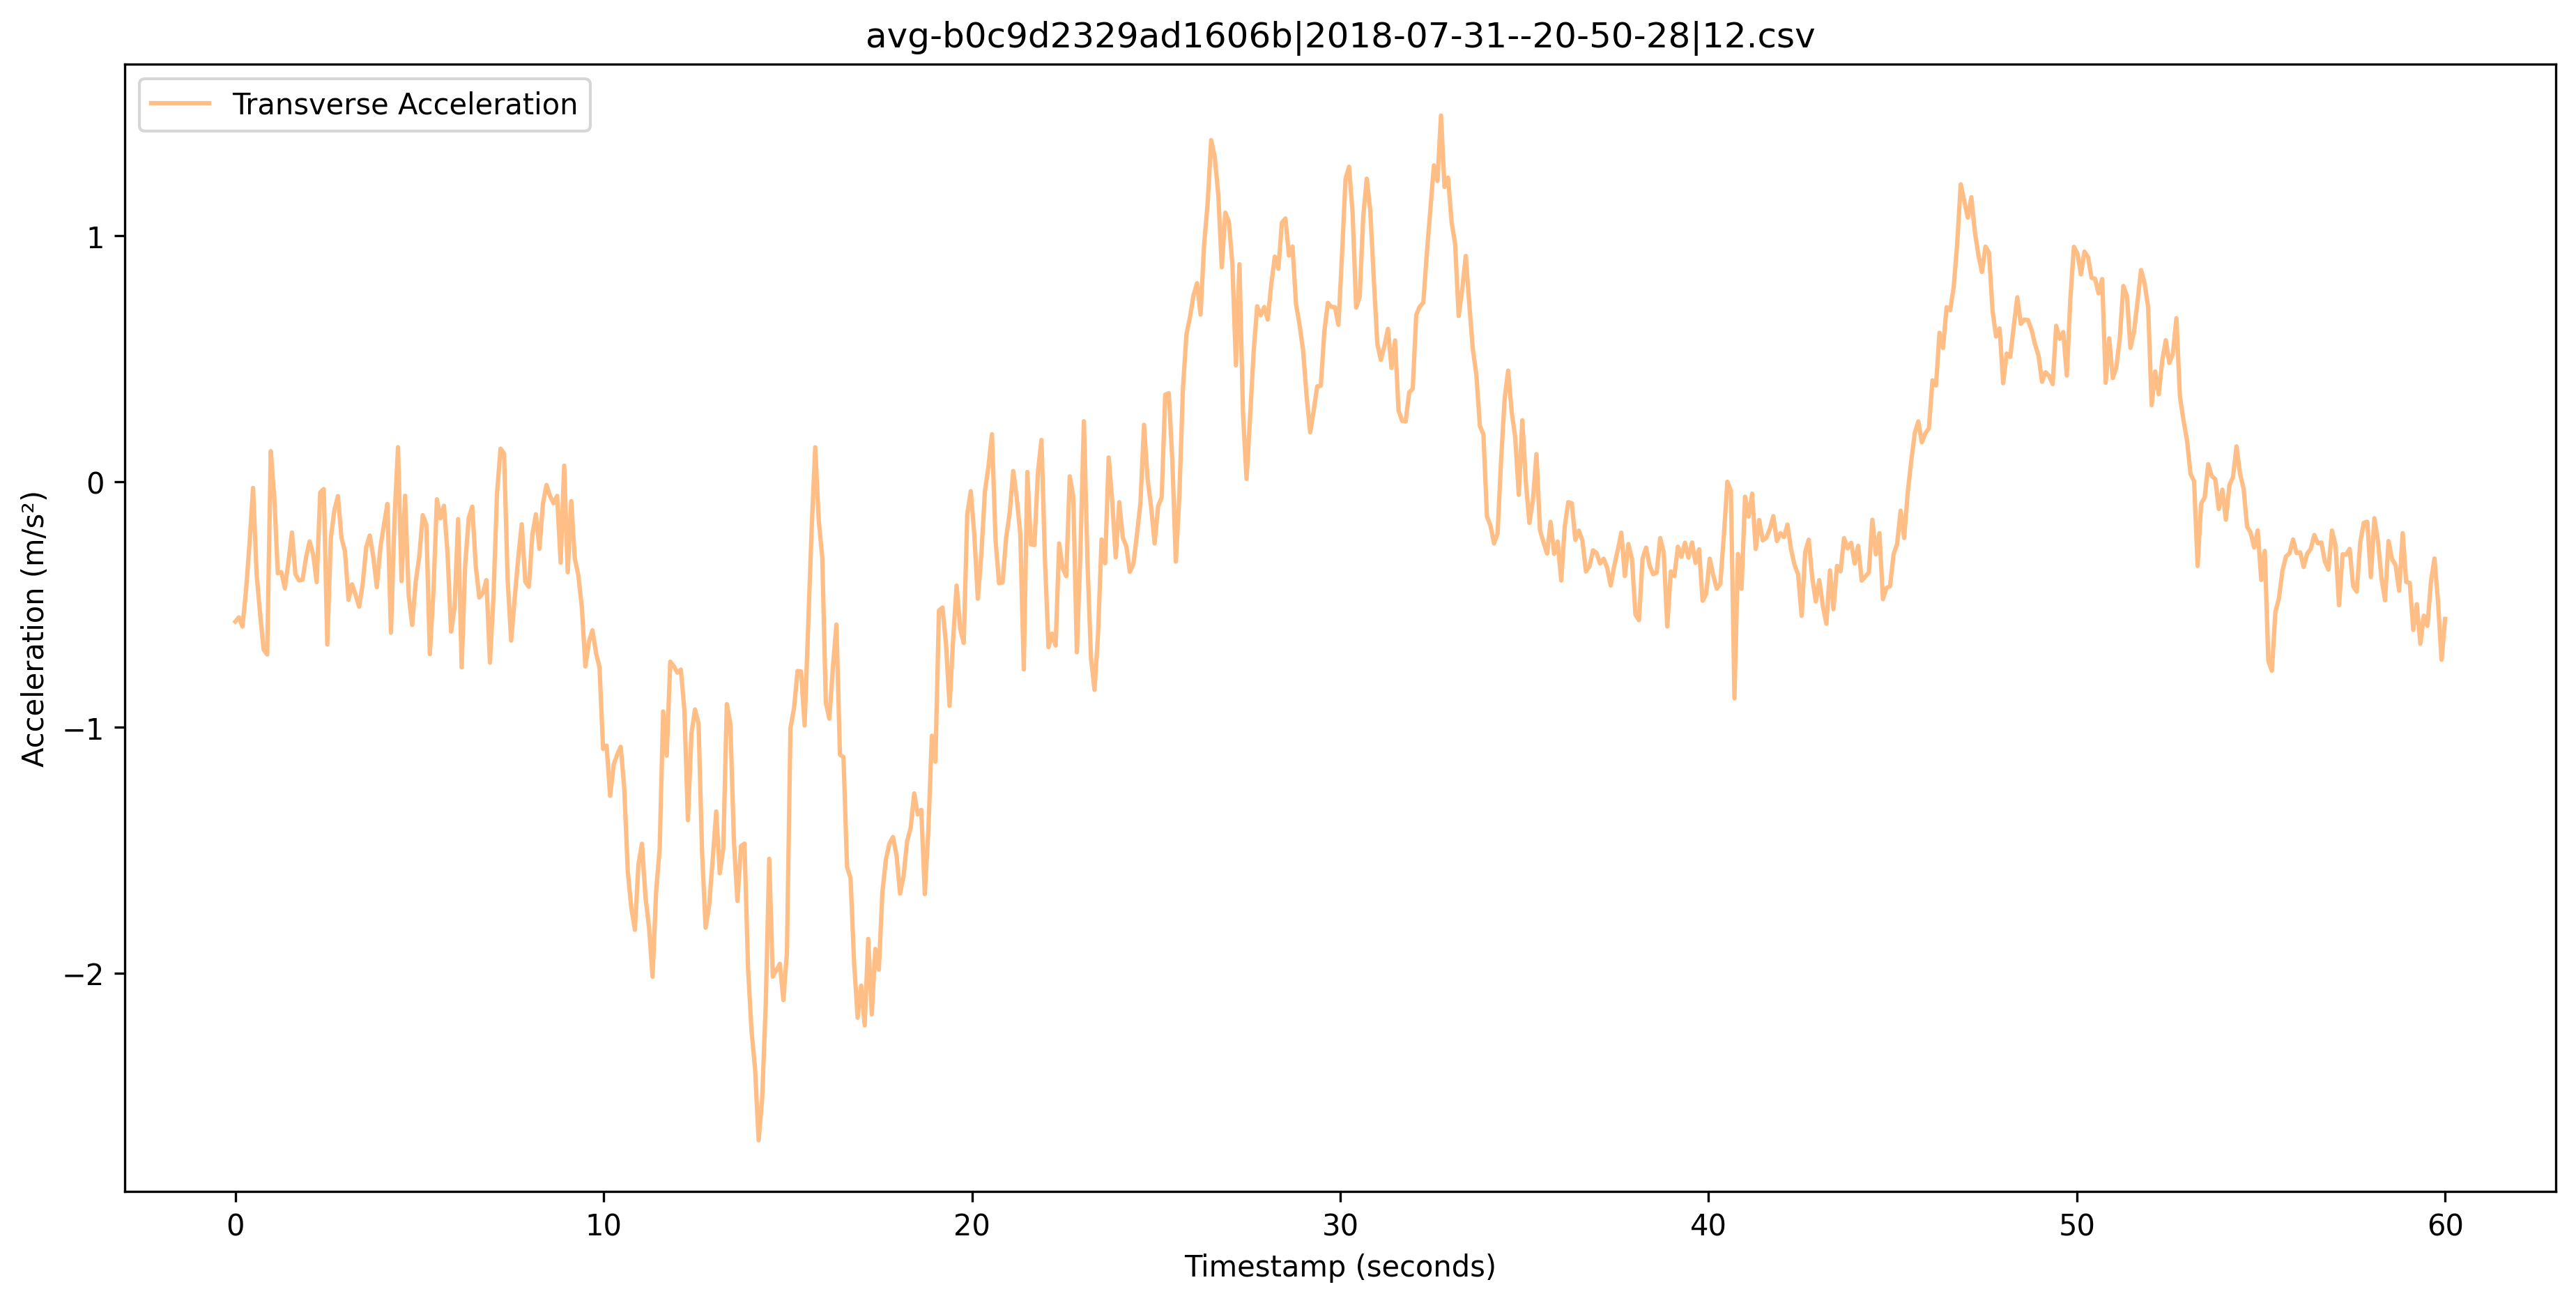 avg-b0c9d2329ad1606b|2018-07-31--20-50-28|12.csv
Transverse Acceleration
Acceleration (m/s²)
1
0
−1
−2
0 10 20 30 40 50 60
Timestamp (seconds)